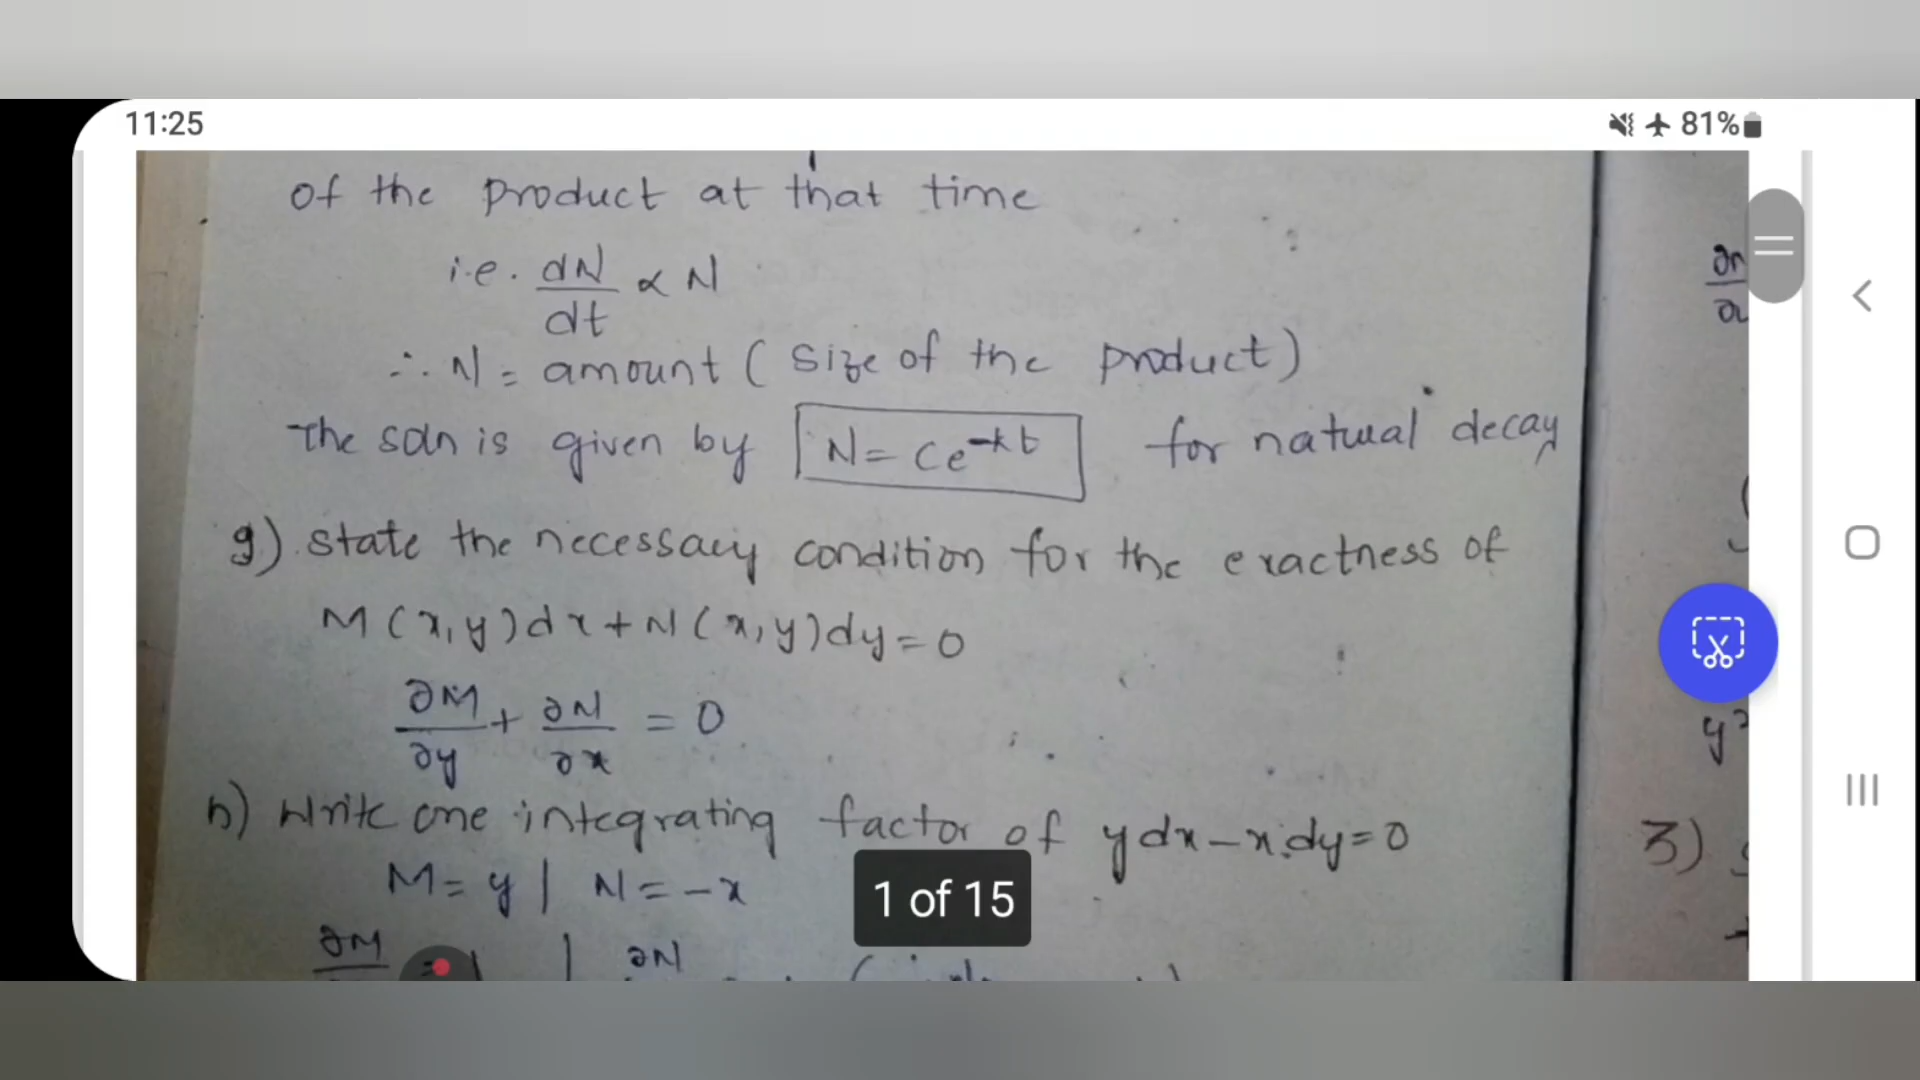 11:25
81%
of the product at that time
i.e. dN/dt ∝ N
∴ N = amount ( size of the product)
The soln is given by N = ce^-kt for natural decay
g) state the necessary condition for the exactness of
M(x,y)dx+N(x,y)dy=0
∂M/∂y + ∂N/∂x = 0
h) Write one integrating factor of ydx-x.dy=0
M = y | N = -x
1 of 15
∂M | ∂N
3)
y²